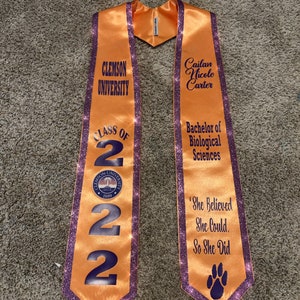 CLEMSON
UNIVERSITY
CLASS OF
2
0
2
2
Cailan
Nicole
Carter
Bachelor of
Biological
Sciences
She Believed
She Could,
So She Did